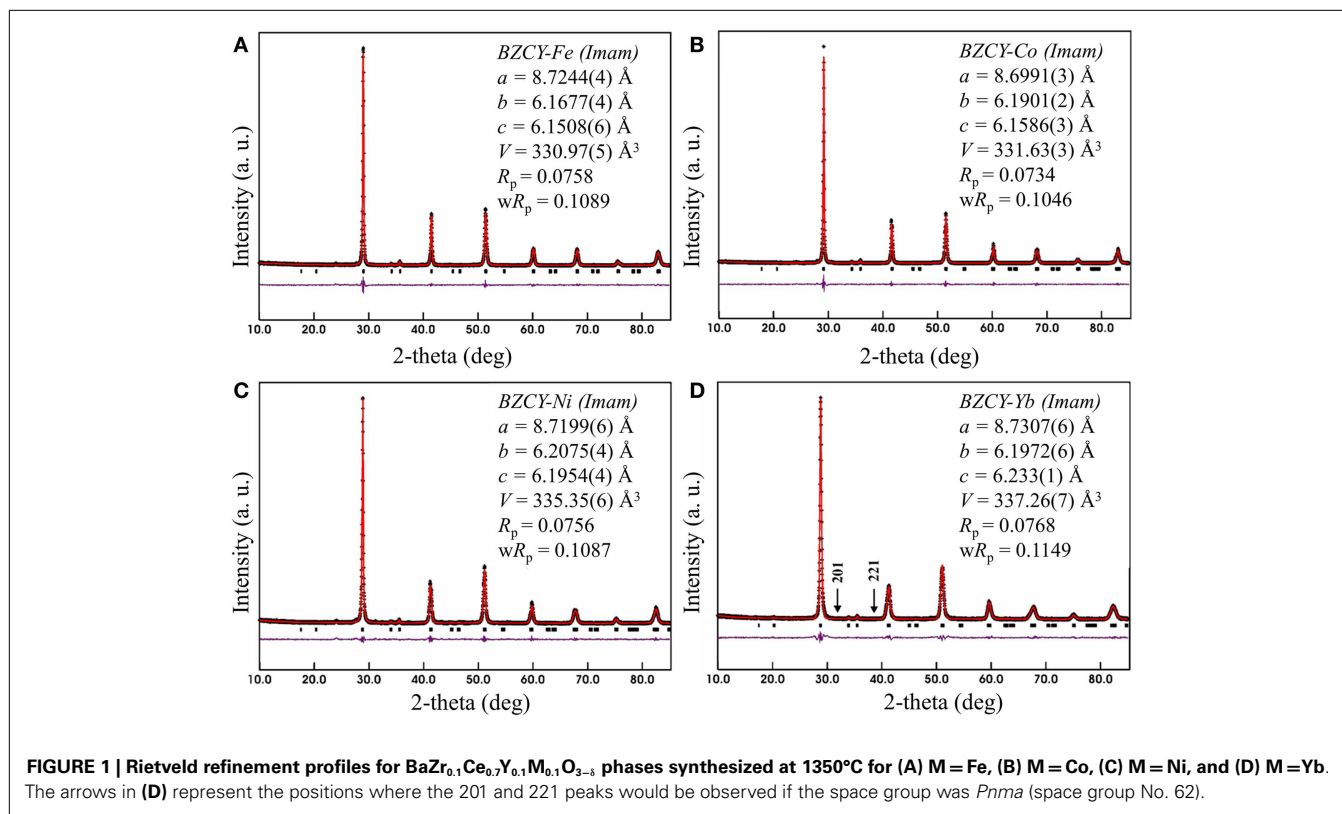 A
BZCY-Fe (Imam)
a = 8.7244(4) Å
b = 6.1677(4) Å
c = 6.1508(6) Å
V = 330.97(5) Å³
Rp = 0.0758
wRp = 0.1089
Intensity (a. u.)
10.0 20.0 30.0 40.0 50.0 60.0 70.0 80.0
2-theta (deg)
B
BZCY-Co (Imam)
a = 8.6991(3) Å
b = 6.1901(2) Å
c = 6.1586(3) Å
V = 331.63(3) Å³
Rp = 0.0734
wRp = 0.1046
Intensity (a. u.)
10.0 20.0 30.0 40.0 50.0 60.0 70.0 80.0
2-theta (deg)
C
BZCY-Ni (Imam)
a = 8.7199(6) Å
b = 6.2075(4) Å
c = 6.1954(4) Å
V = 335.35(6) Å³
Rp = 0.0756
wRp = 0.1087
Intensity (a. u.)
10.0 20.0 30.0 40.0 50.0 60.0 70.0 80.0
2-theta (deg)
D
BZCY-Yb (Imam)
a = 8.7307(6) Å
b = 6.1972(6) Å
c = 6.233(1) Å
V = 337.26(7) Å³
Rp = 0.0768
wRp = 0.1149
201
221
Intensity (a. u.)
10.0 20.0 30.0 40.0 50.0 60.0 70.0 80.0
2-theta (deg)
FIGURE 1 | Rietveld refinement profiles for BaZr0.1Ce0.7Y0.1M0.1O3−δ phases synthesized at 1350°C for (A) M = Fe, (B) M = Co, (C) M = Ni, and (D) M = Yb.
The arrows in (D) represent the positions where the 201 and 221 peaks would be observed if the space group was Pnma (space group No. 62).